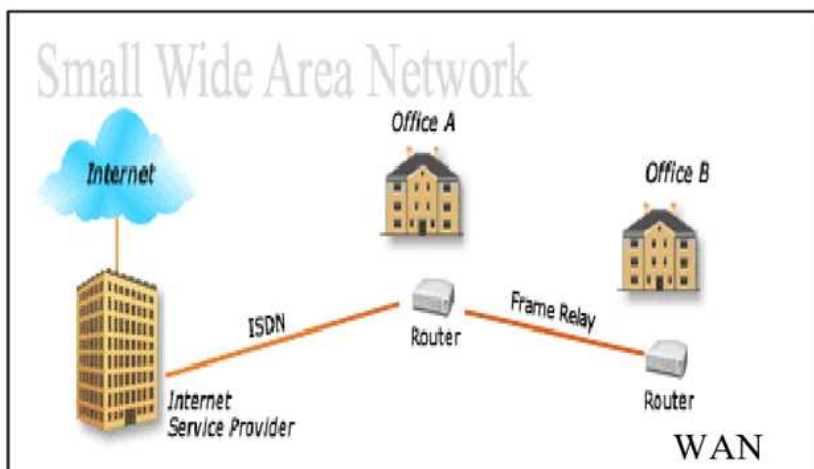 Small Wide Area Network
Internet
Office A
Office B
ISDN
Router
Frame Relay
Router
Internet
Service Provider
WAN